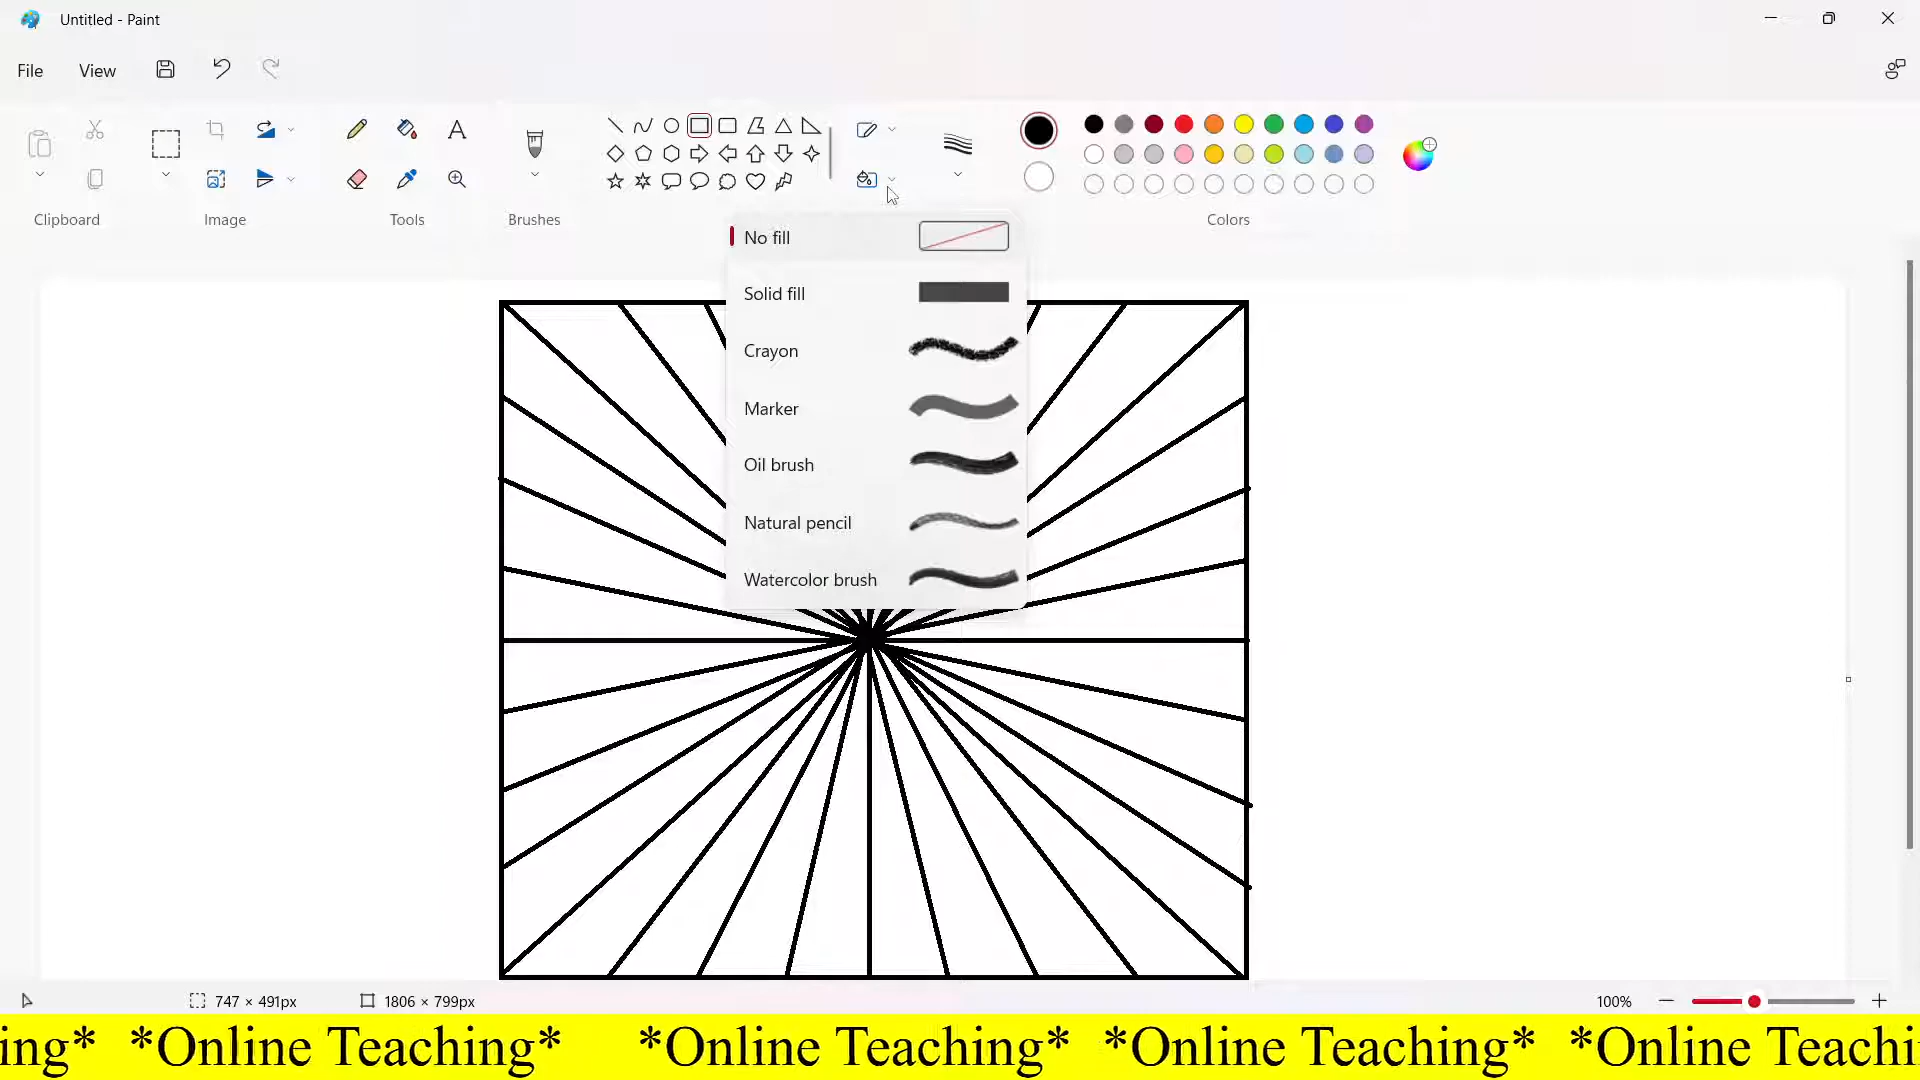 Untitled - Paint
File View
Clipboard Image Tools Brushes Colors
No fill
Solid fill
Crayon
Marker
Oil brush
Natural pencil
Watercolor brush
747 × 491px 1806 × 799px 100%
ing* *Online Teaching* *Online Teaching* *Online Teaching* *Online Teachi